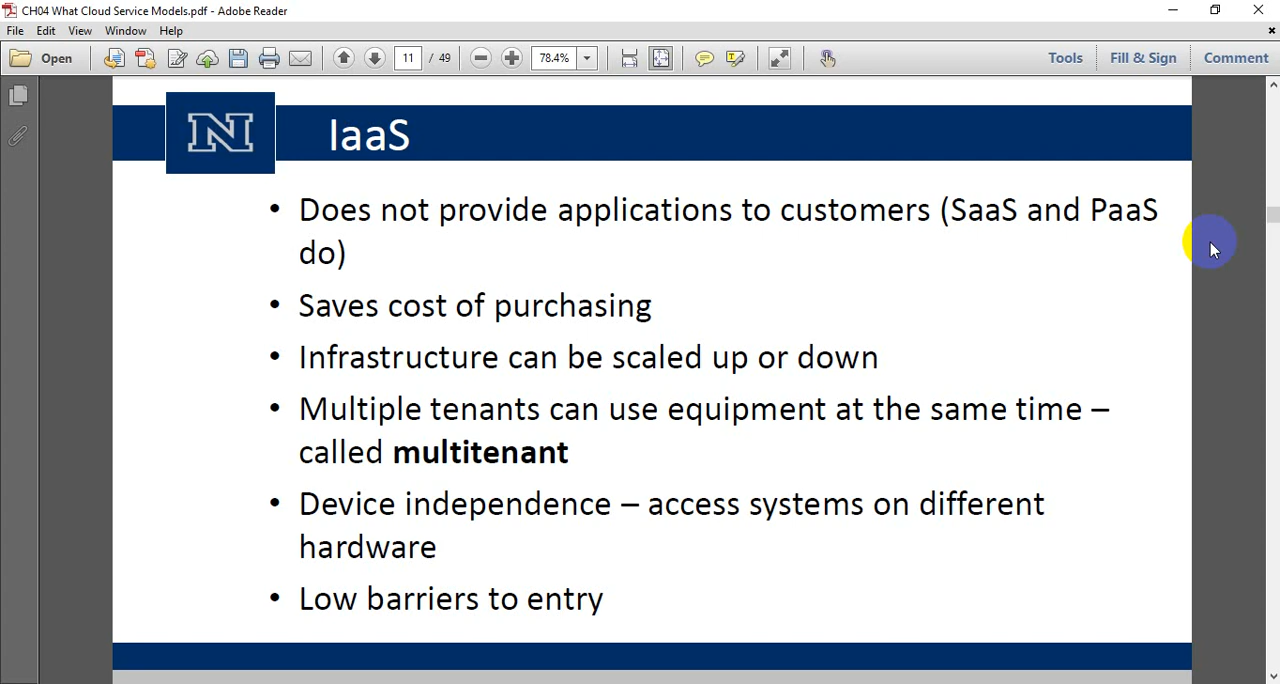 CH04 What Cloud Service Models.pdf - Adobe Reader
File Edit View Window Help
Open 11 / 49 78.4% Tools Fill & Sign Comment
N IaaS
• Does not provide applications to customers (SaaS and PaaS
do)
• Saves cost of purchasing
• Infrastructure can be scaled up or down
• Multiple tenants can use equipment at the same time –
called multitenant
• Device independence – access systems on different
hardware
• Low barriers to entry